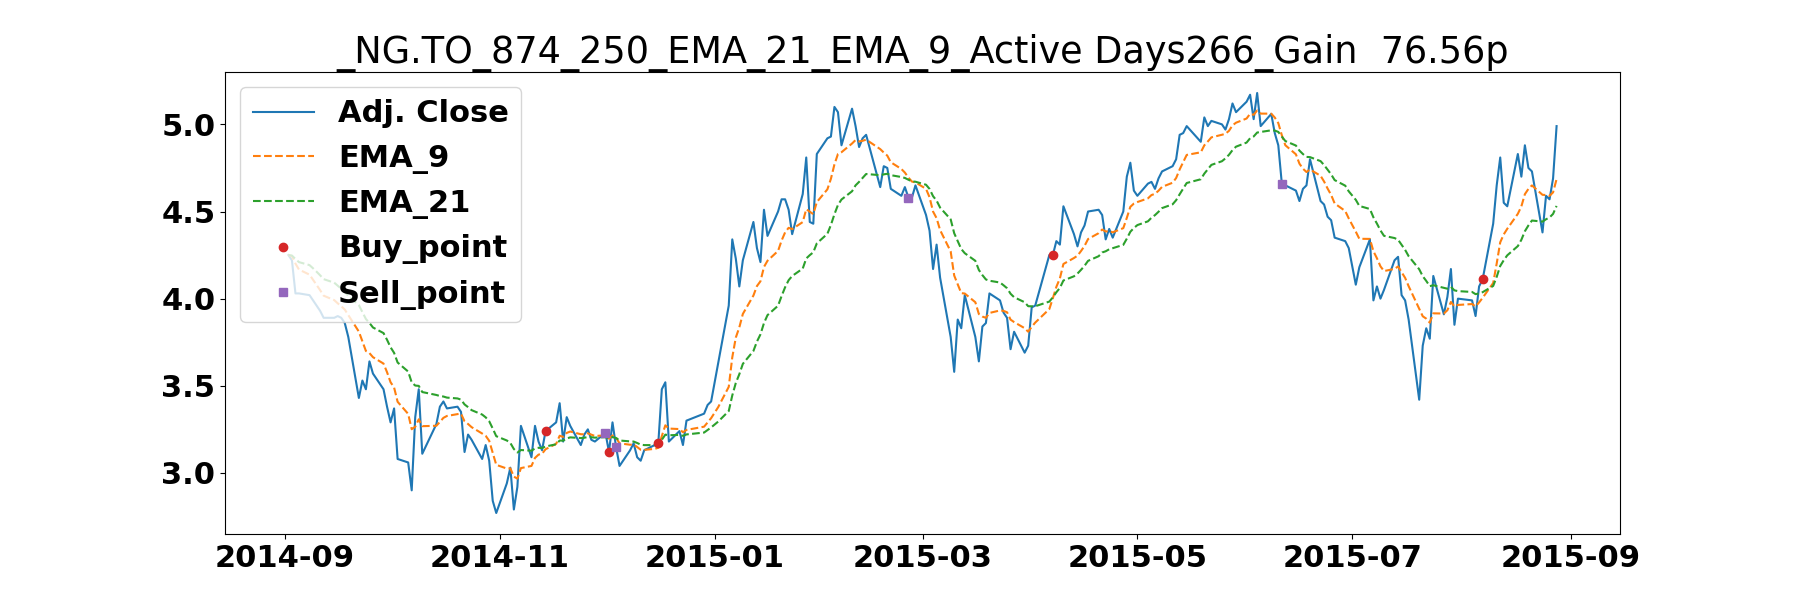 _NG.TO_874_250_EMA_21_EMA_9_Active Days266_Gain  76.56p
Adj. Close
EMA_9
EMA_21
Buy_point
Sell_point
5.0
4.5
4.0
3.5
3.0
2014-09 2014-11 2015-01 2015-03 2015-05 2015-07 2015-09